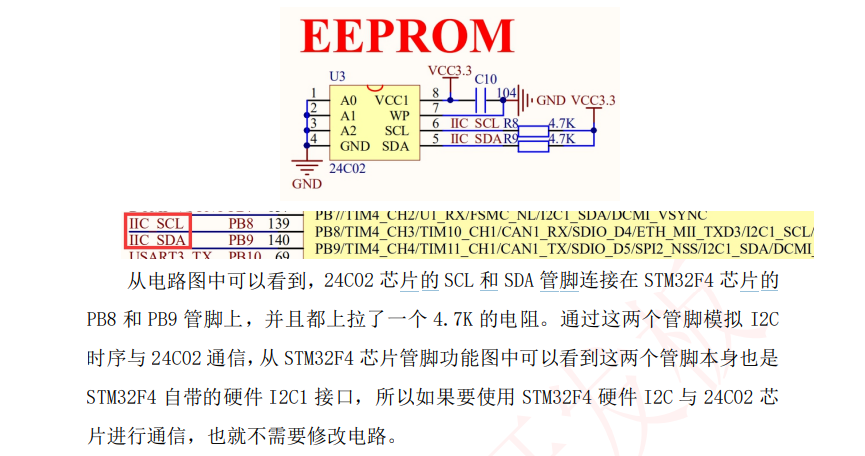 EEPROM
U3
VCC3.3
C10
104
GND
VCC3.3
1 A0 VCC1 8
2 A1 WP 7
3 A2 SCL 6 IIC_SCL R8 4.7K
4 GND SDA 5 IIC_SDA R9 4.7K
24C02
GND
PB7/TIM4_CH2/U1_RX/FSMC_NL/I2C1_SDA/DCMI_VSYNC
IIC_SCL PB8 139 PB8/TIM4_CH3/TIM10_CH1/CAN1_RX/SDIO_D4/ETH_MII_TXD3/I2C1_SCL/
IIC_SDA PB9 140 PB9/TIM4_CH4/TIM11_CH1/CAN1_TX/SDIO_D5/SPI2_NSS/I2C1_SDA/DCMI_
USART3_TX PB10 69
从电路图中可以看到，24C02 芯片的 SCL 和 SDA 管脚连接在 STM32F4 芯片的
PB8 和 PB9 管脚上，并且都上拉了一个 4.7K 的电阻。通过这两个管脚模拟 I2C
时序与 24C02 通信，从 STM32F4 芯片管脚功能图中可以看到这两个管脚本身也是
STM32F4 自带的硬件 I2C1 接口，所以如果要使用 STM32F4 硬件 I2C 与 24C02 芯
片进行通信，也就不需要修改电路。